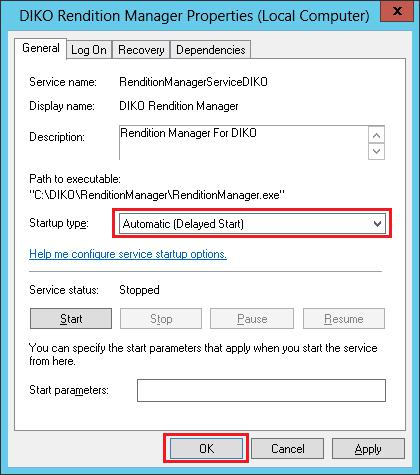 DIKO Rendition Manager Properties (Local Computer)
x
General Log On Recovery Dependencies
Service name: RenditionManagerServiceDIKO
Display name: DIKO Rendition Manager
Description: Rendition Manager For DIKO
Path to executable:
"C:\DIKO\RenditionManager\RenditionManager.exe"
Startup type: Automatic (Delayed Start)
Help me configure service startup options.
Service status: Stopped
Start Stop Pause Resume
You can specify the start parameters that apply when you start the service
from here.
Start parameters:
OK Cancel Apply